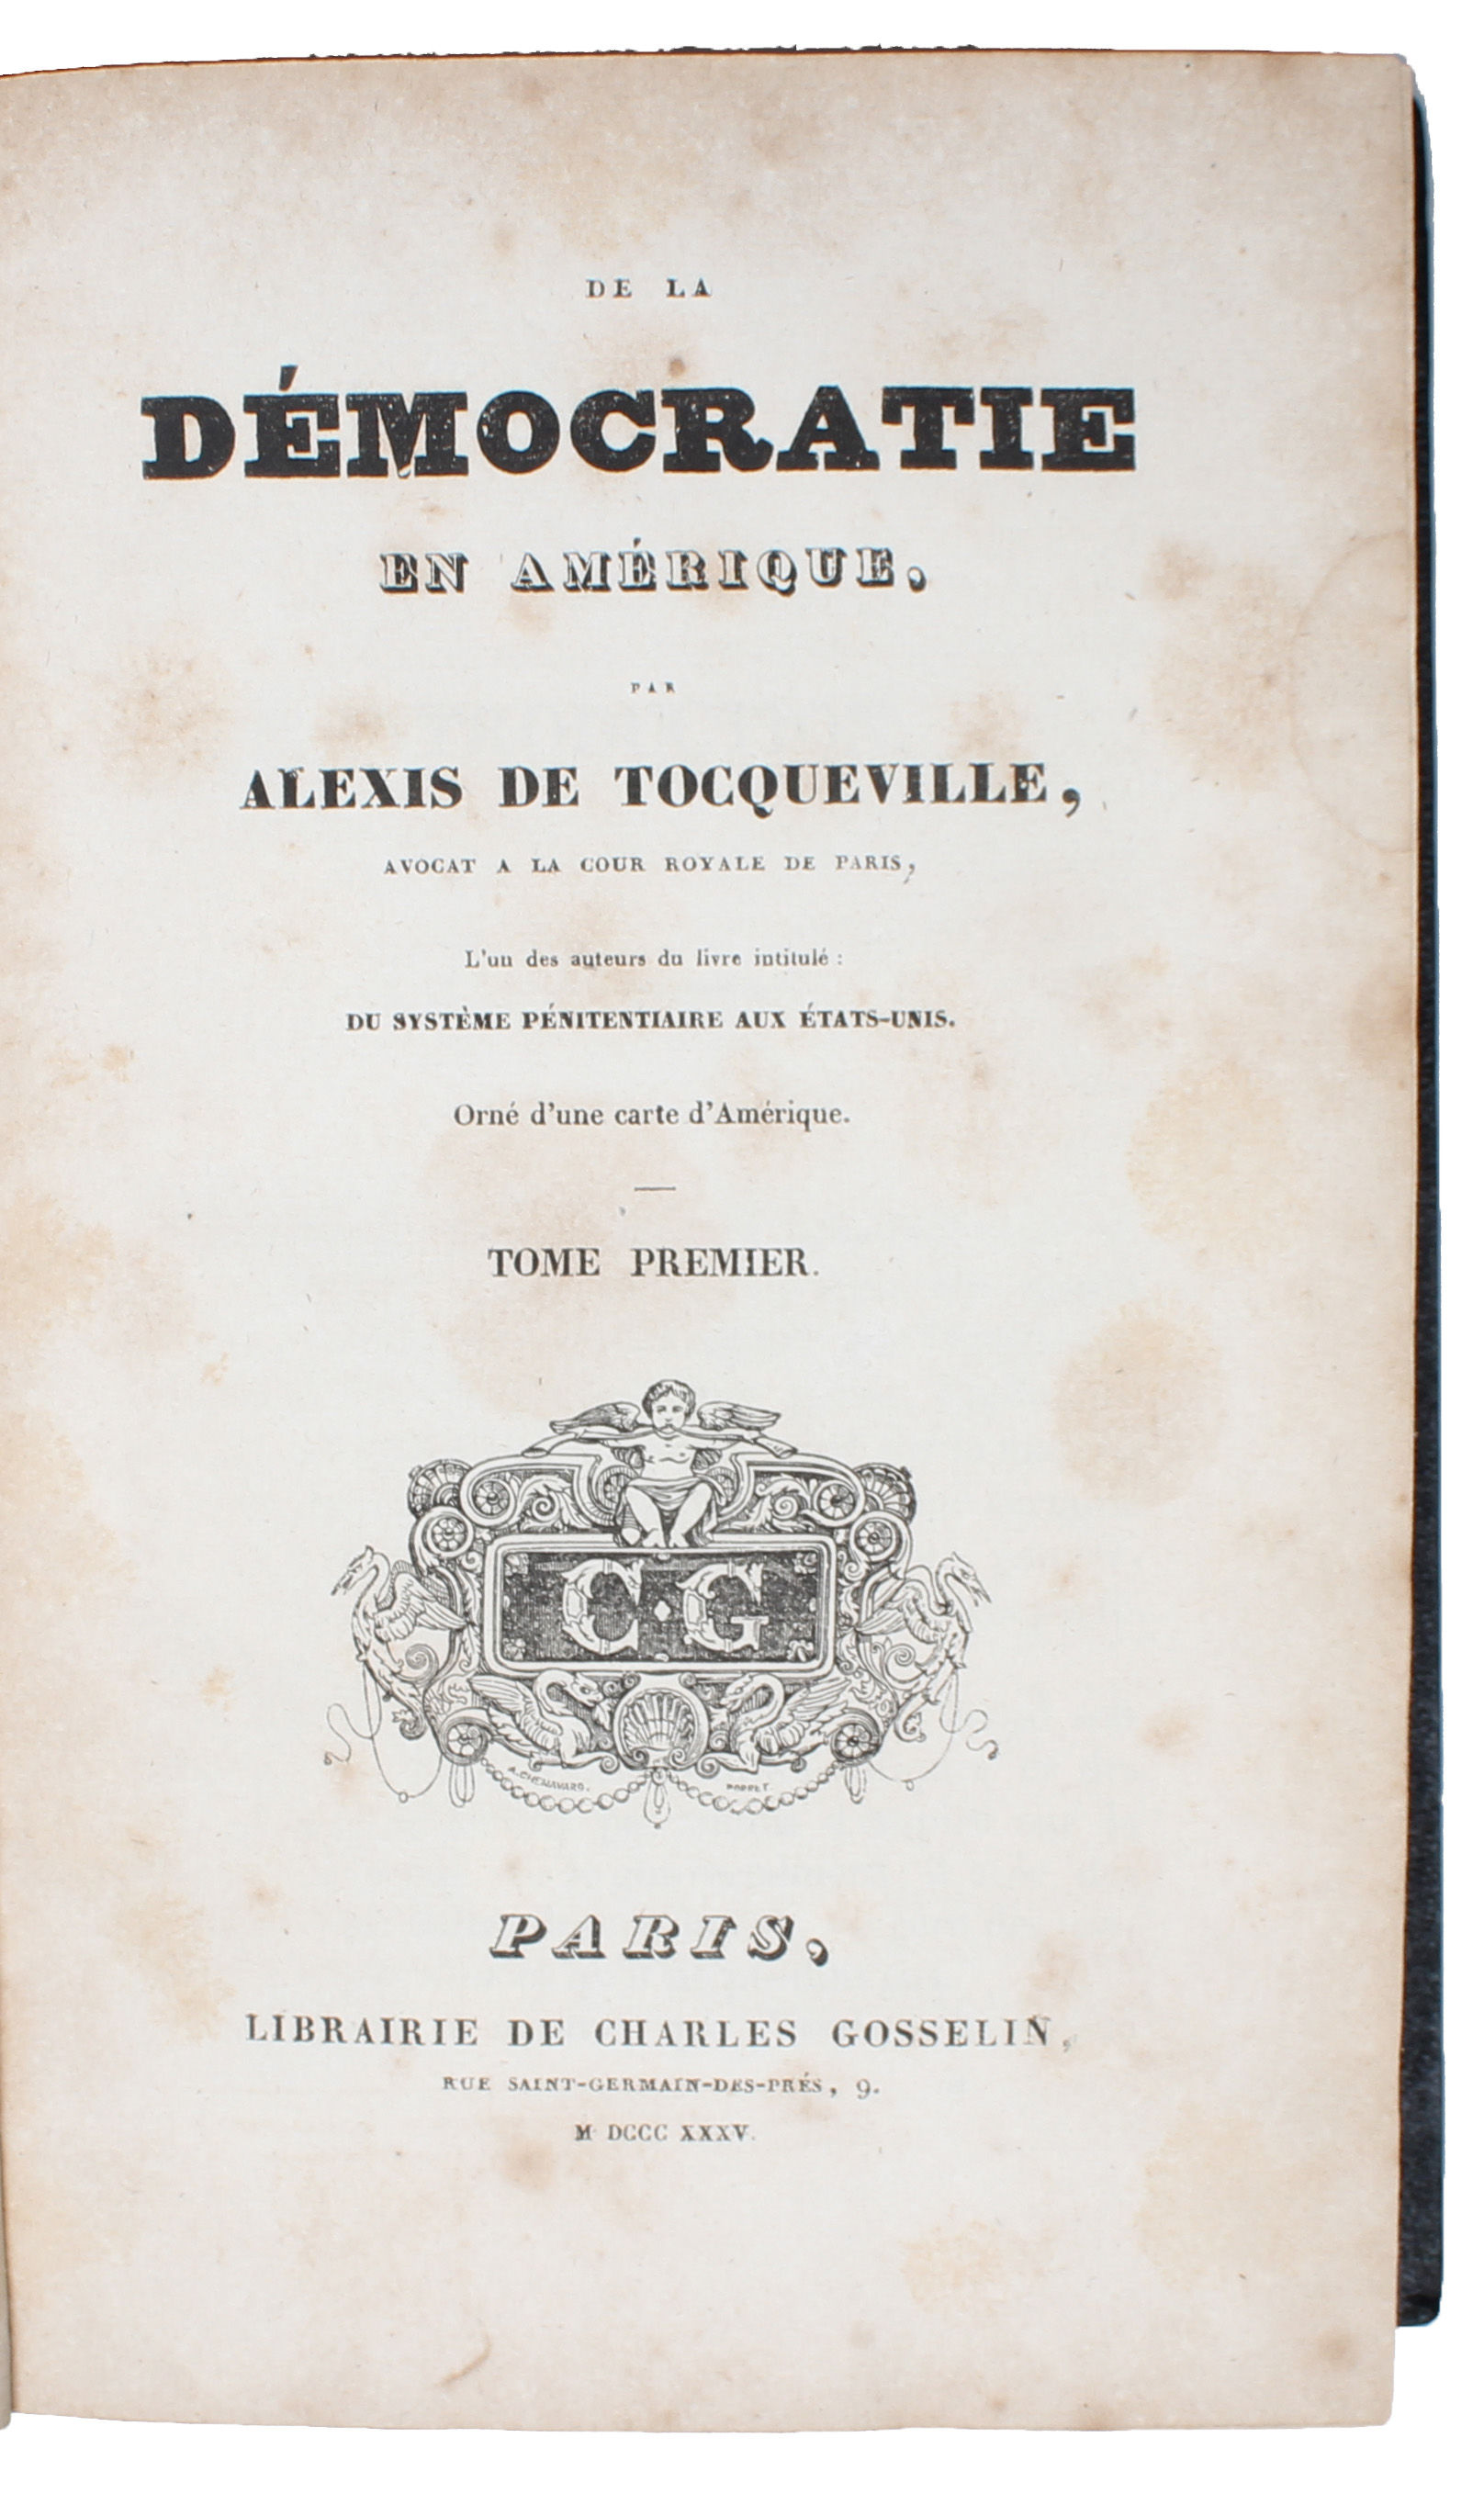 DE LA
DÉMOCRATIE
EN AMÉRIQUE,
PAR
ALEXIS DE TOCQUEVILLE,
AVOCAT A LA COUR ROYALE DE PARIS,
L'un des auteurs du livre intitulé :
DU SYSTÈME PÉNITENTIAIRE AUX ÉTATS-UNIS.
Orné d'une carte d'Amérique.
TOME PREMIER.
C·G
A. CHENAVARD. PORRET.
PARIS,
LIBRAIRIE DE CHARLES GOSSELIN,
RUE SAINT-GERMAIN-DES-PRÉS, 9.
M DCCC XXXV.